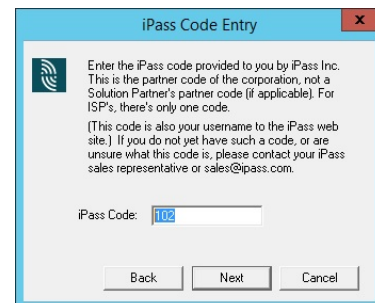 iPass Code Entry
x
Enter the iPass code provided to you by iPass Inc.
This is the partner code of the corporation, not a
Solution Partner's partner code (if applicable). For
ISP's, there's only one code.
(This code is also your username to the iPass web
site.) If you do not yet have such a code, or are
unsure what this code is, please contact your iPass
sales representative or sales@ipass.com.
iPass Code: 102
Back Next Cancel